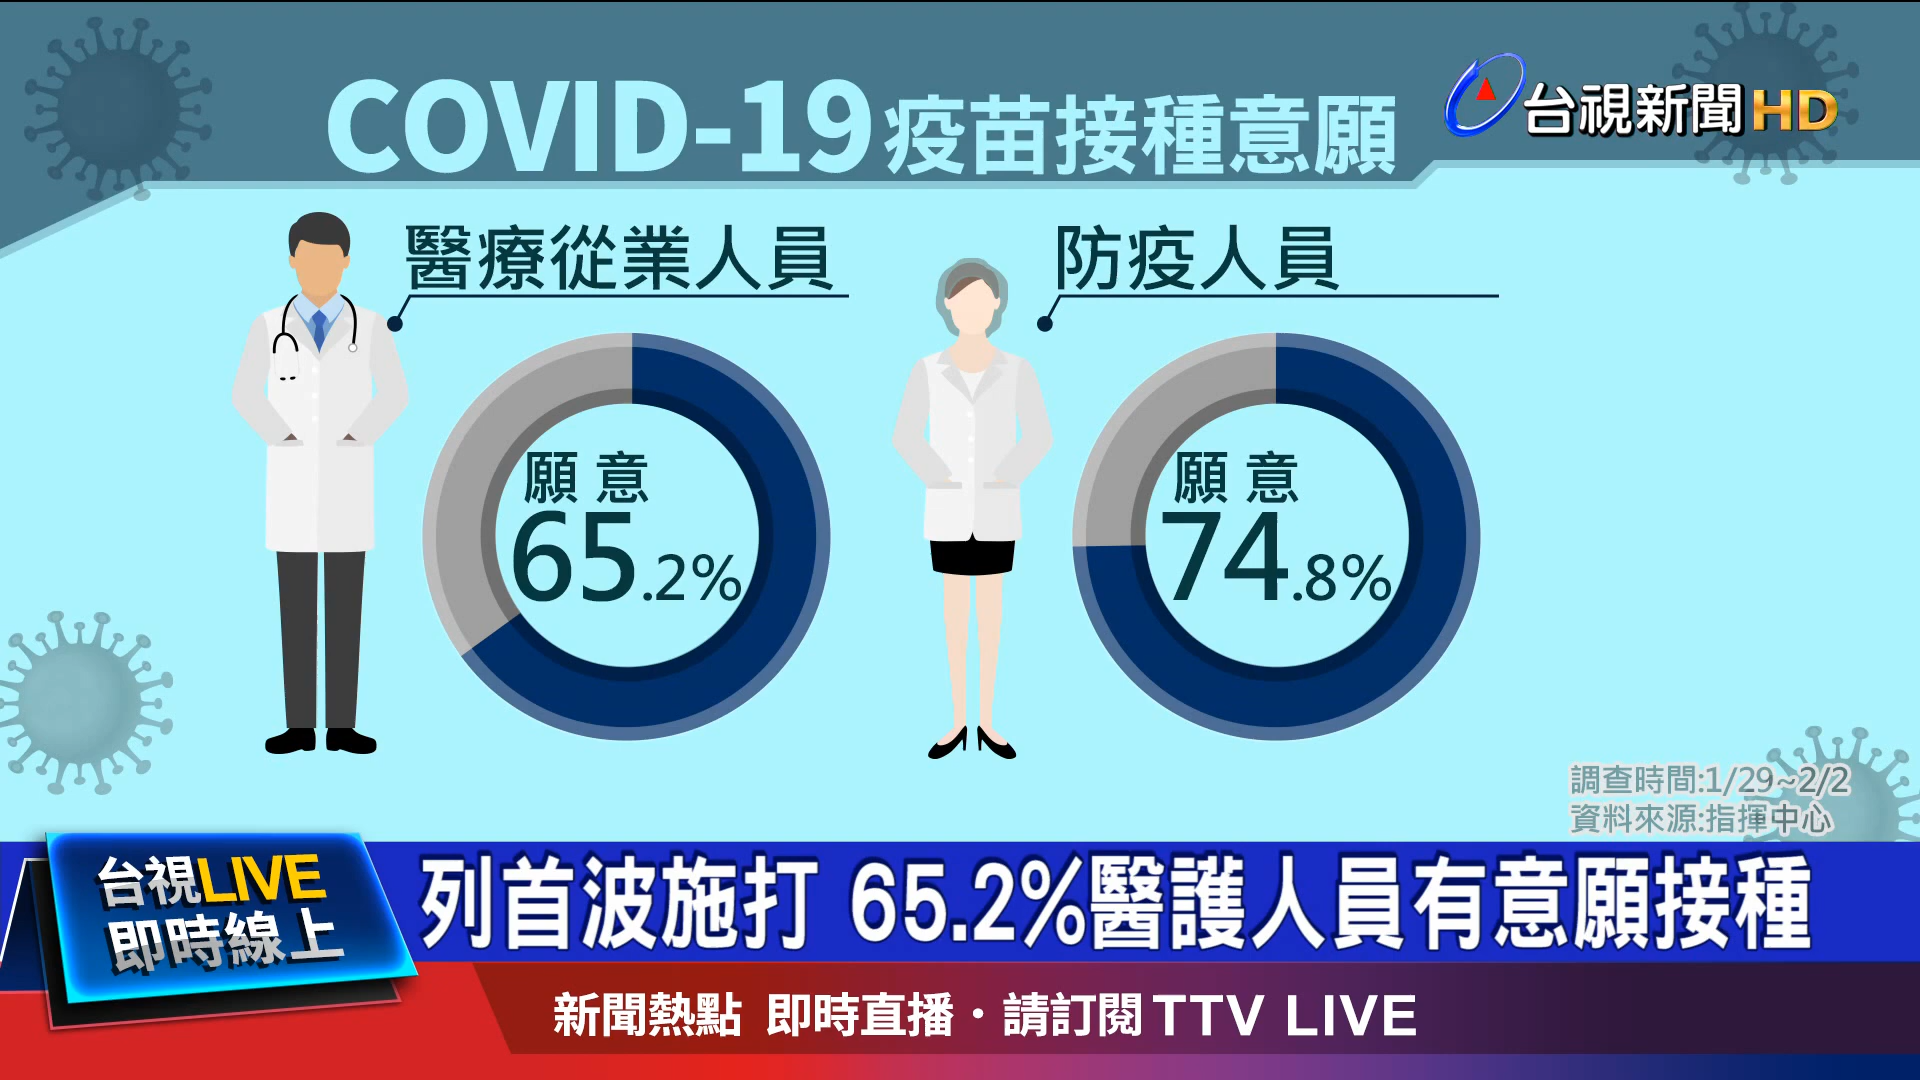 COVID-19疫苗接種意願
台視新聞HD
醫療從業人員
願意
65.2%
防疫人員
願意
74.8%
調查時間:1/29~2/2
資料來源:指揮中心
台視LIVE
即時線上
列首波施打 65.2%醫護人員有意願接種
新聞熱點 即時直播・請訂閱TTV LIVE